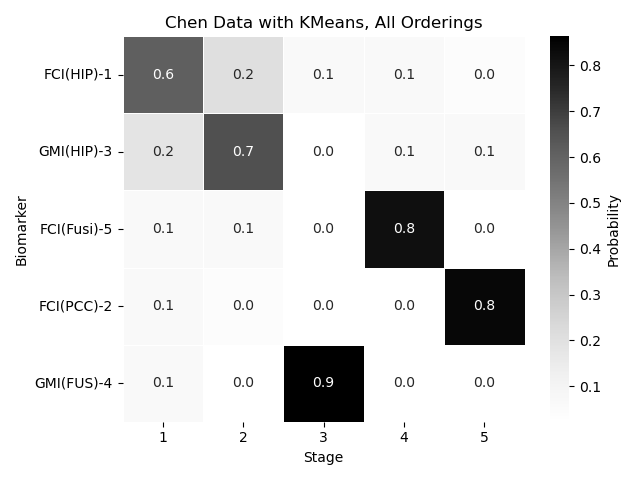 Chen Data with KMeans, All Orderings
FCI(HIP)-1 0.6 0.2 0.1 0.1 0.0
GMI(HIP)-3 0.2 0.7 0.0 0.1 0.1
FCI(Fusi)-5 0.1 0.1 0.0 0.8 0.0
FCI(PCC)-2 0.1 0.0 0.0 0.0 0.8
GMI(FUS)-4 0.1 0.0 0.9 0.0 0.0
1 2 3 4 5
Stage
Biomarker
0.8
0.7
0.6
0.5
0.4
0.3
0.2
0.1
Probability